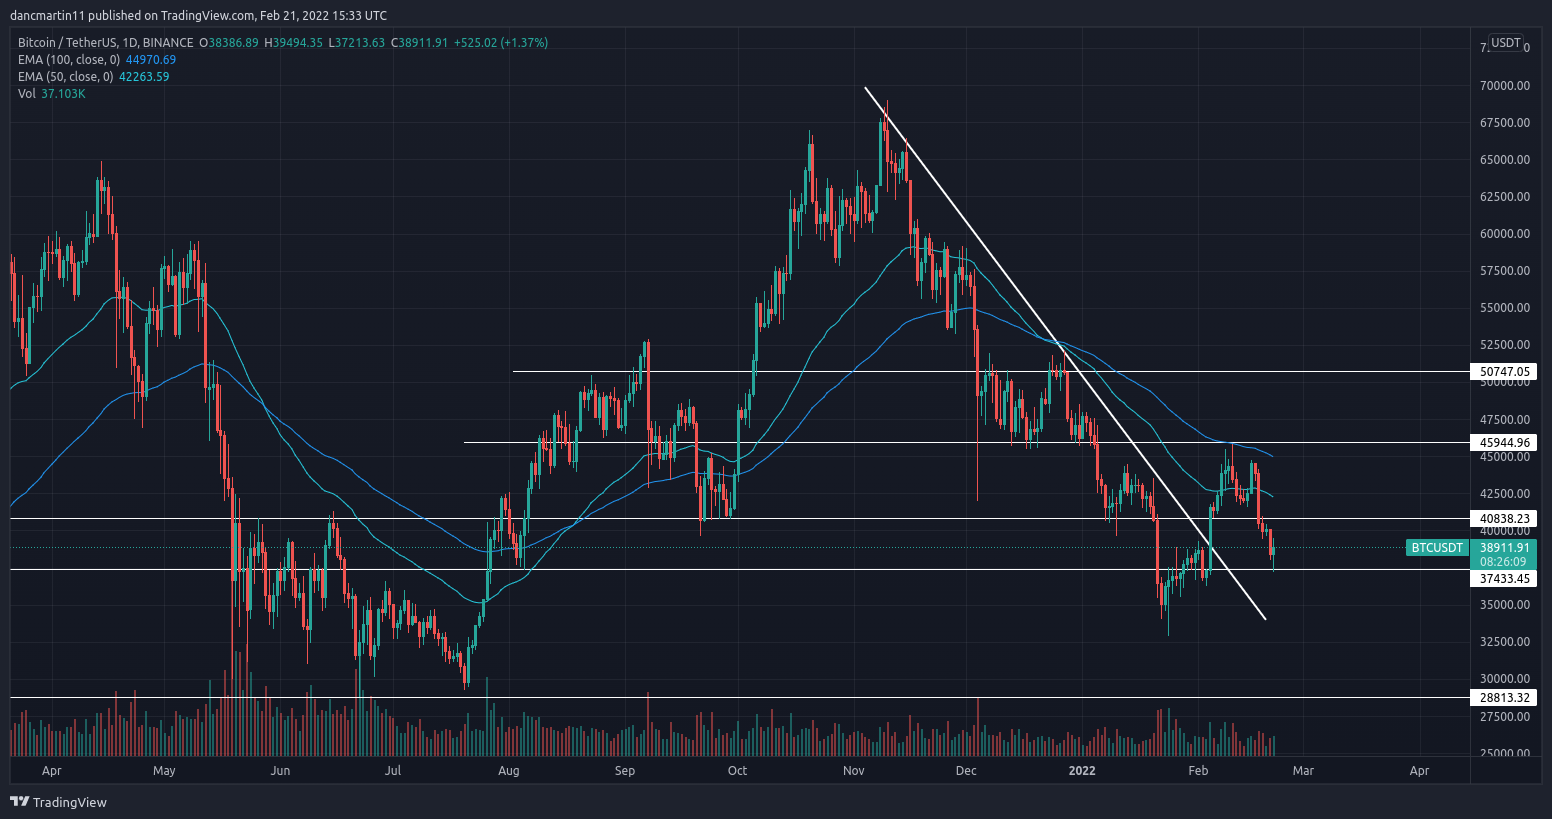 dancmartin11 published on TradingView.com, Feb 21, 2022 15:33 UTC
Bitcoin / TetherUS, 1D, BINANCE O38386.89 H39494.35 L37213.63 C38911.91 +525.02 (+1.37%)
EMA (100, close, 0) 44970.69
EMA (50, close, 0) 42263.59
Vol 37.103K
USDT
70000.00
67500.00
65000.00
62500.00
60000.00
57500.00
55000.00
52500.00
50747.05
50000.00
47500.00
45944.96
45000.00
42500.00
40838.23
40000.00
BTCUSDT 38911.91
08:26:09
37433.45
35000.00
32500.00
30000.00
28813.32
27500.00
25000.00
Apr May Jun Jul Aug Sep Oct Nov Dec 2022 Feb Mar Apr
TradingView